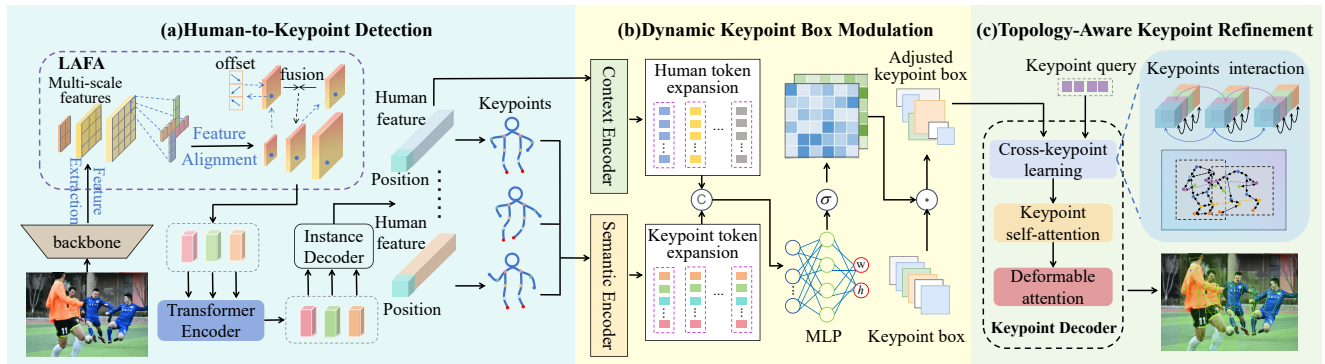 (a)Human-to-Keypoint Detection
LAFA
Multi-scale
features
offset
fusion
Feature
Alignment
Feature
Extraction
backbone
Transformer
Encoder
Instance
Decoder
Human
feature
Position
Human
feature
Position
Keypoints
(b)Dynamic Keypoint Box Modulation
Context Encoder
Semantic Encoder
Human token
expansion
...
C
Keypoint token
expansion
...
σ
w
h
MLP
Adjusted
keypoint box
Keypoint box
(c)Topology-Aware Keypoint Refinement
Keypoint query
Keypoints interaction
Cross-keypoint
learning
Keypoint
self-attention
Deformable
attention
Keypoint Decoder